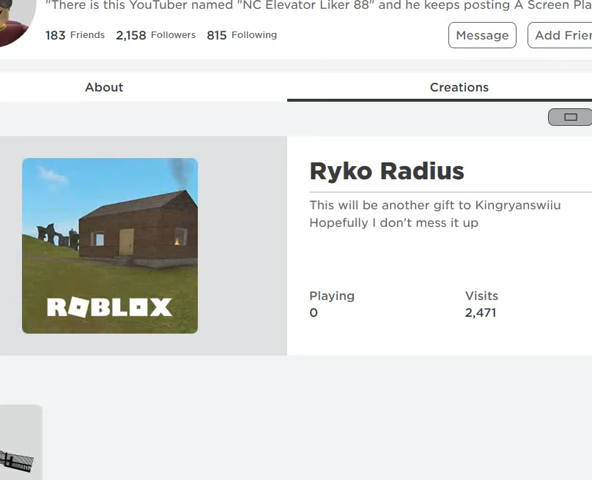 "There is this YouTuber named "NC Elevator Liker 88" and he keeps posting A Screen
183 Friends 2,158 Followers 815 Following
Message
Add
About
Creations
Ryko Radius
This will be another gift to Kingryanswiiu
Hopefully I don't mess it up
Playing
0
Visits
2,471
ROBLOX